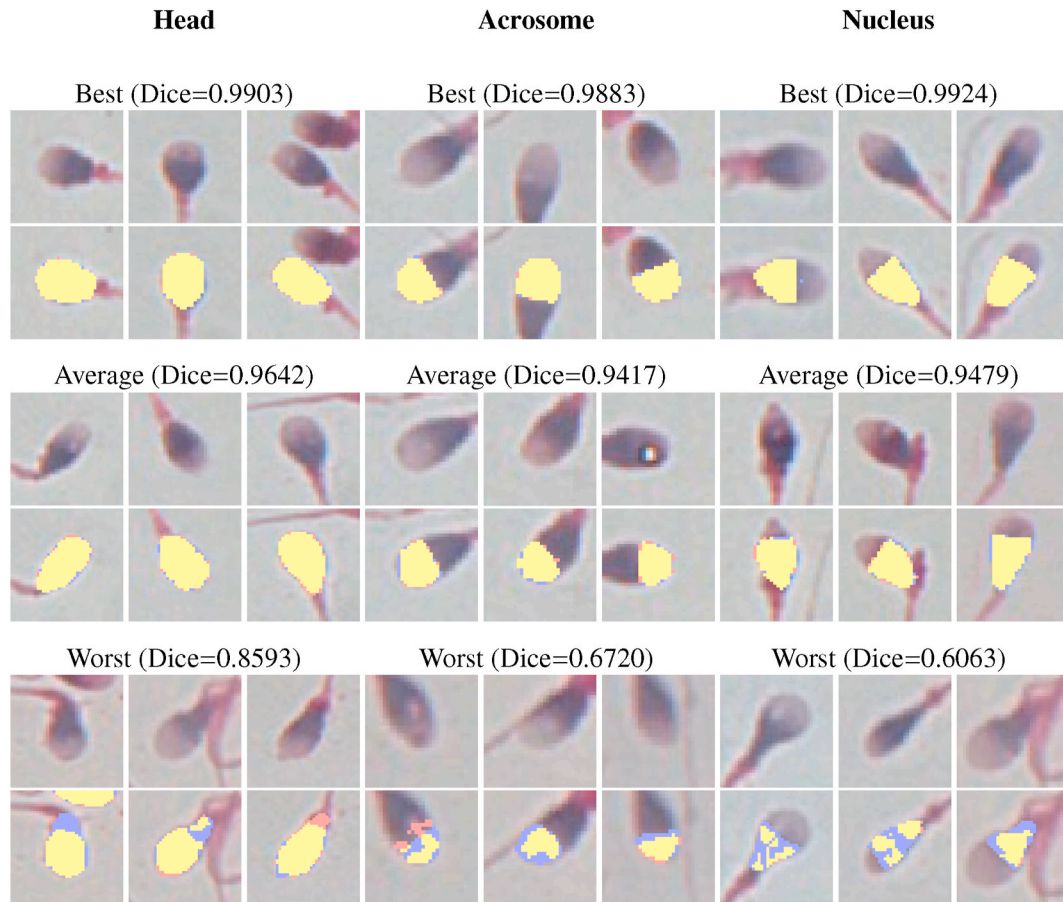 Head Acrosome Nucleus
Best (Dice=0.9903) Best (Dice=0.9883) Best (Dice=0.9924)
Average (Dice=0.9642) Average (Dice=0.9417) Average (Dice=0.9479)
Worst (Dice=0.8593) Worst (Dice=0.6720) Worst (Dice=0.6063)